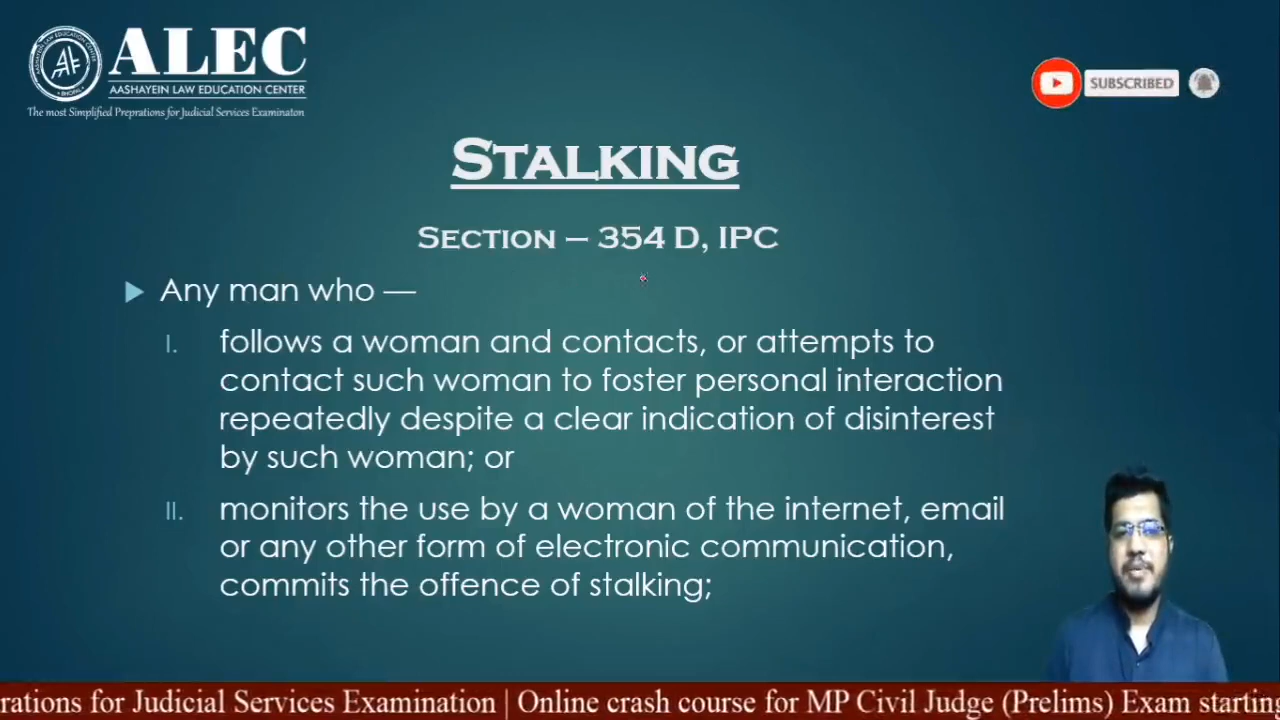 ALEC
AASHAYEIN LAW EDUCATION CENTER
The most Simplified Preprations for Judicial Services Examinaton
SUBSCRIBED
STALKING
SECTION – 354 D, IPC
Any man who —
I. follows a woman and contacts, or attempts to
contact such woman to foster personal interaction
repeatedly despite a clear indication of disinterest
by such woman; or
II. monitors the use by a woman of the internet, email
or any other form of electronic communication,
commits the offence of stalking;
rations for Judicial Services Examination | Online crash course for MP Civil Judge (Prelims) Exam starting